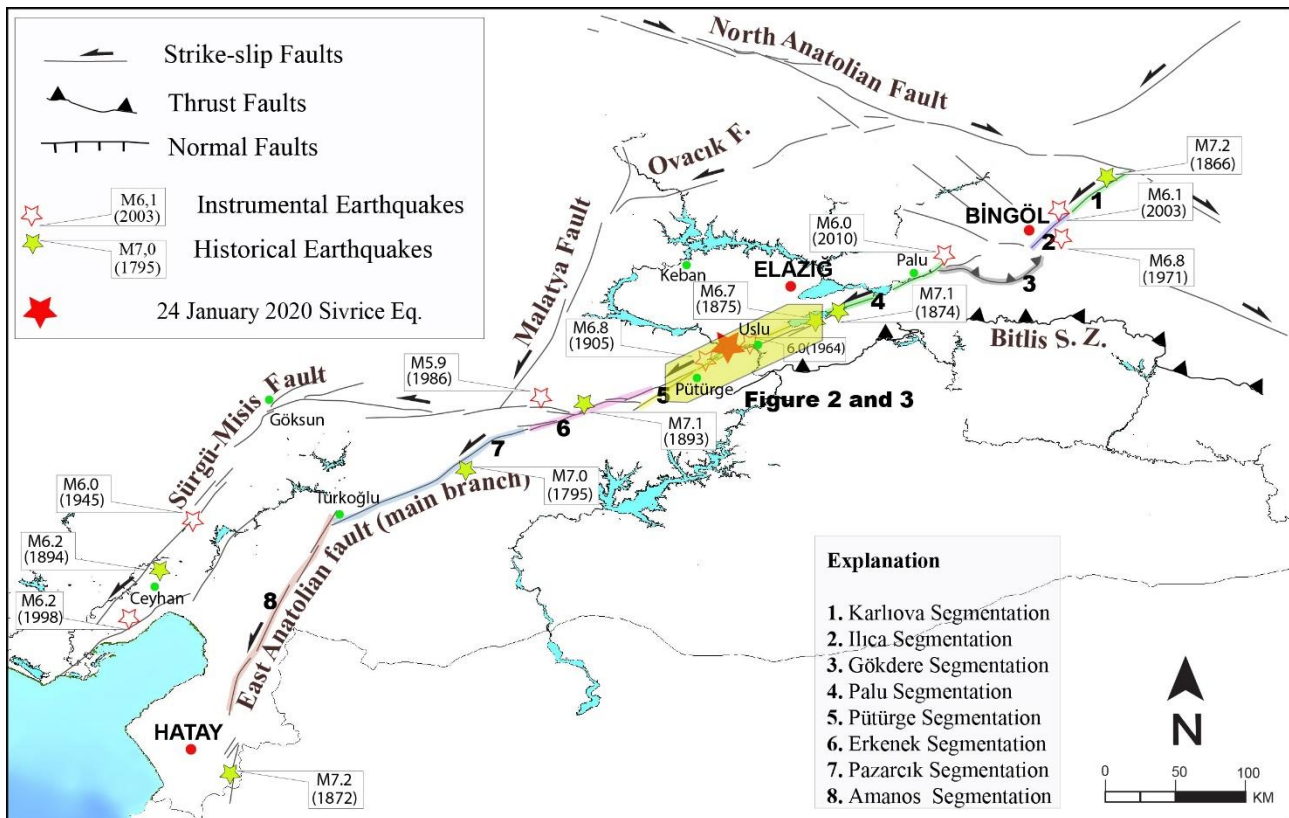 Strike-slip Faults
Thrust Faults
Normal Faults
M6,1
(2003)
Instrumental Earthquakes
M7,0
(1795)
Historical Earthquakes
24 January 2020 Sivrice Eq.
North Anatolian Fault
Ovacık F.
Malatya Fault
Sürgü-Misis Fault
East Anatolian fault (main branch)
Bitlis S. Z.
M7.2
(1866)
1
M6.1
(2003)
BİNGÖL
2
M6.8
(1971)
3
M6.0
(2010)
Palu
Keban
ELAZIĞ
4
M6.7
(1875)
M7.1
(1874)
M6.8
(1905)
Uslu
6.0(1964)
Pütürge
5
Figure 2 and 3
M5.9
(1986)
Göksun
6
M7.1
(1893)
7
M7.0
(1795)
Türkoğlu
M6.0
(1945)
M6.2
(1894)
Ceyhan
M6.2
(1998)
8
HATAY
M7.2
(1872)
Explanation
1. Karlıova Segmentation
2. Ilıca Segmentation
3. Gökdere Segmentation
4. Palu Segmentation
5. Pütürge Segmentation
6. Erkenek Segmentation
7. Pazarcık Segmentation
8. Amanos Segmentation
N
0 50 100
KM